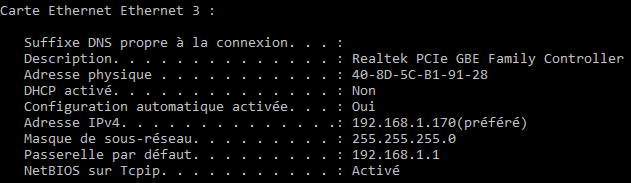 Carte Ethernet Ethernet 3 :
Suffixe DNS propre à la connexion. . . :
Description. . . . . . . . . . . . . . : Realtek PCIe GBE Family Controller
Adresse physique . . . . . . . . . . . : 40-8D-5C-B1-91-28
DHCP activé. . . . . . . . . . . . . . : Non
Configuration automatique activée. . . : Oui
Adresse IPv4. . . . . . . . . . . . . .: 192.168.1.170(préféré)
Masque de sous-réseau. . . . . . . . . : 255.255.255.0
Passerelle par défaut. . . . . . . . . : 192.168.1.1
NetBIOS sur Tcpip. . . . . . . . . . . : Activé